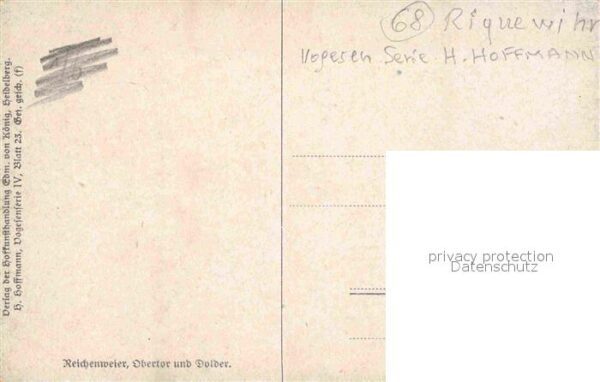 68 Riquewihr
Vogesen Serie H. HOFFMANN
Verlag der Hofkunsthandlung Edm. von König, Heidelberg.
H. Hoffmann, Vogesenserie IV, Blatt 23. Ges. gesch. (f)
privacy protection
Datenschutz
Reichenweier, Obertor und Dolder.